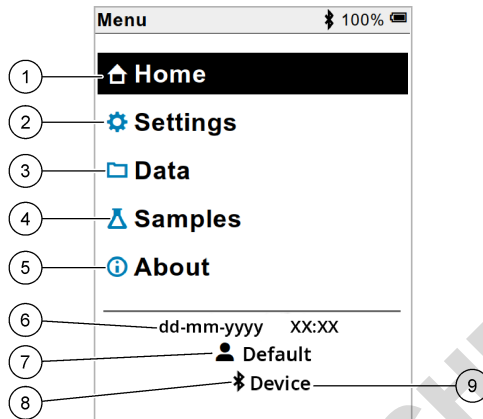 Menu 100%
1 Home
2 Settings
3 Data
4 Samples
5 About
6 dd-mm-yyyy XX:XX
7 Default
8 Device 9